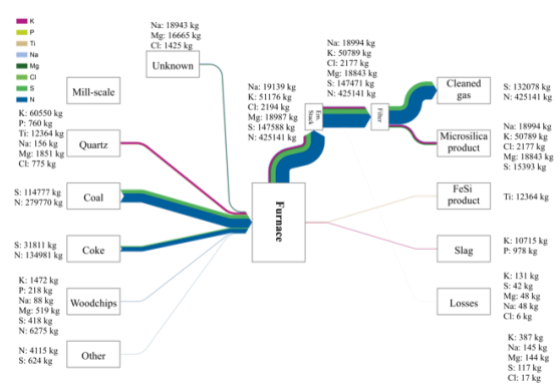 K
P
Ti
Na
Mg
Cl
S
N
Na: 18943 kg
Mg: 16665 kg
Cl: 1425 kg
Unknown
Mill-scale
K: 60550 kg
P: 760 kg
Ti: 12364 kg
Na: 156 kg
Mg: 1851 kg
Cl: 775 kg
Quartz
S: 114777 kg
N: 279770 kg
Coal
S: 31811 kg
N: 134981 kg
Coke
K: 1472 kg
P: 218 kg
Na: 88 kg
Mg: 519 kg
S: 418 kg
N: 6275 kg
Woodchips
N: 4115 kg
S: 624 kg
Other
Na: 19139 kg
K: 51176 kg
Cl: 2194 kg
Mg: 18987 kg
S: 147588 kg
N: 425141 kg
Furnace
Em.
Stack
Na: 18994 kg
K: 50789 kg
Cl: 2177 kg
Mg: 18843 kg
S: 147471 kg
N: 425141 kg
Filter
Cleaned
gas
S: 132078 kg
N: 425141 kg
Microsilica
product
Na: 18994 kg
K: 50789 kg
Cl: 2177 kg
Mg: 18843 kg
S: 15393 kg
FeSi
product
Ti: 12364 kg
Slag
K: 10715 kg
P: 978 kg
Losses
K: 131 kg
S: 42 kg
Mg: 48 kg
Na: 48 kg
Cl: 6 kg
K: 387 kg
Na: 145 kg
Mg: 144 kg
S: 117 kg
Cl: 17 kg